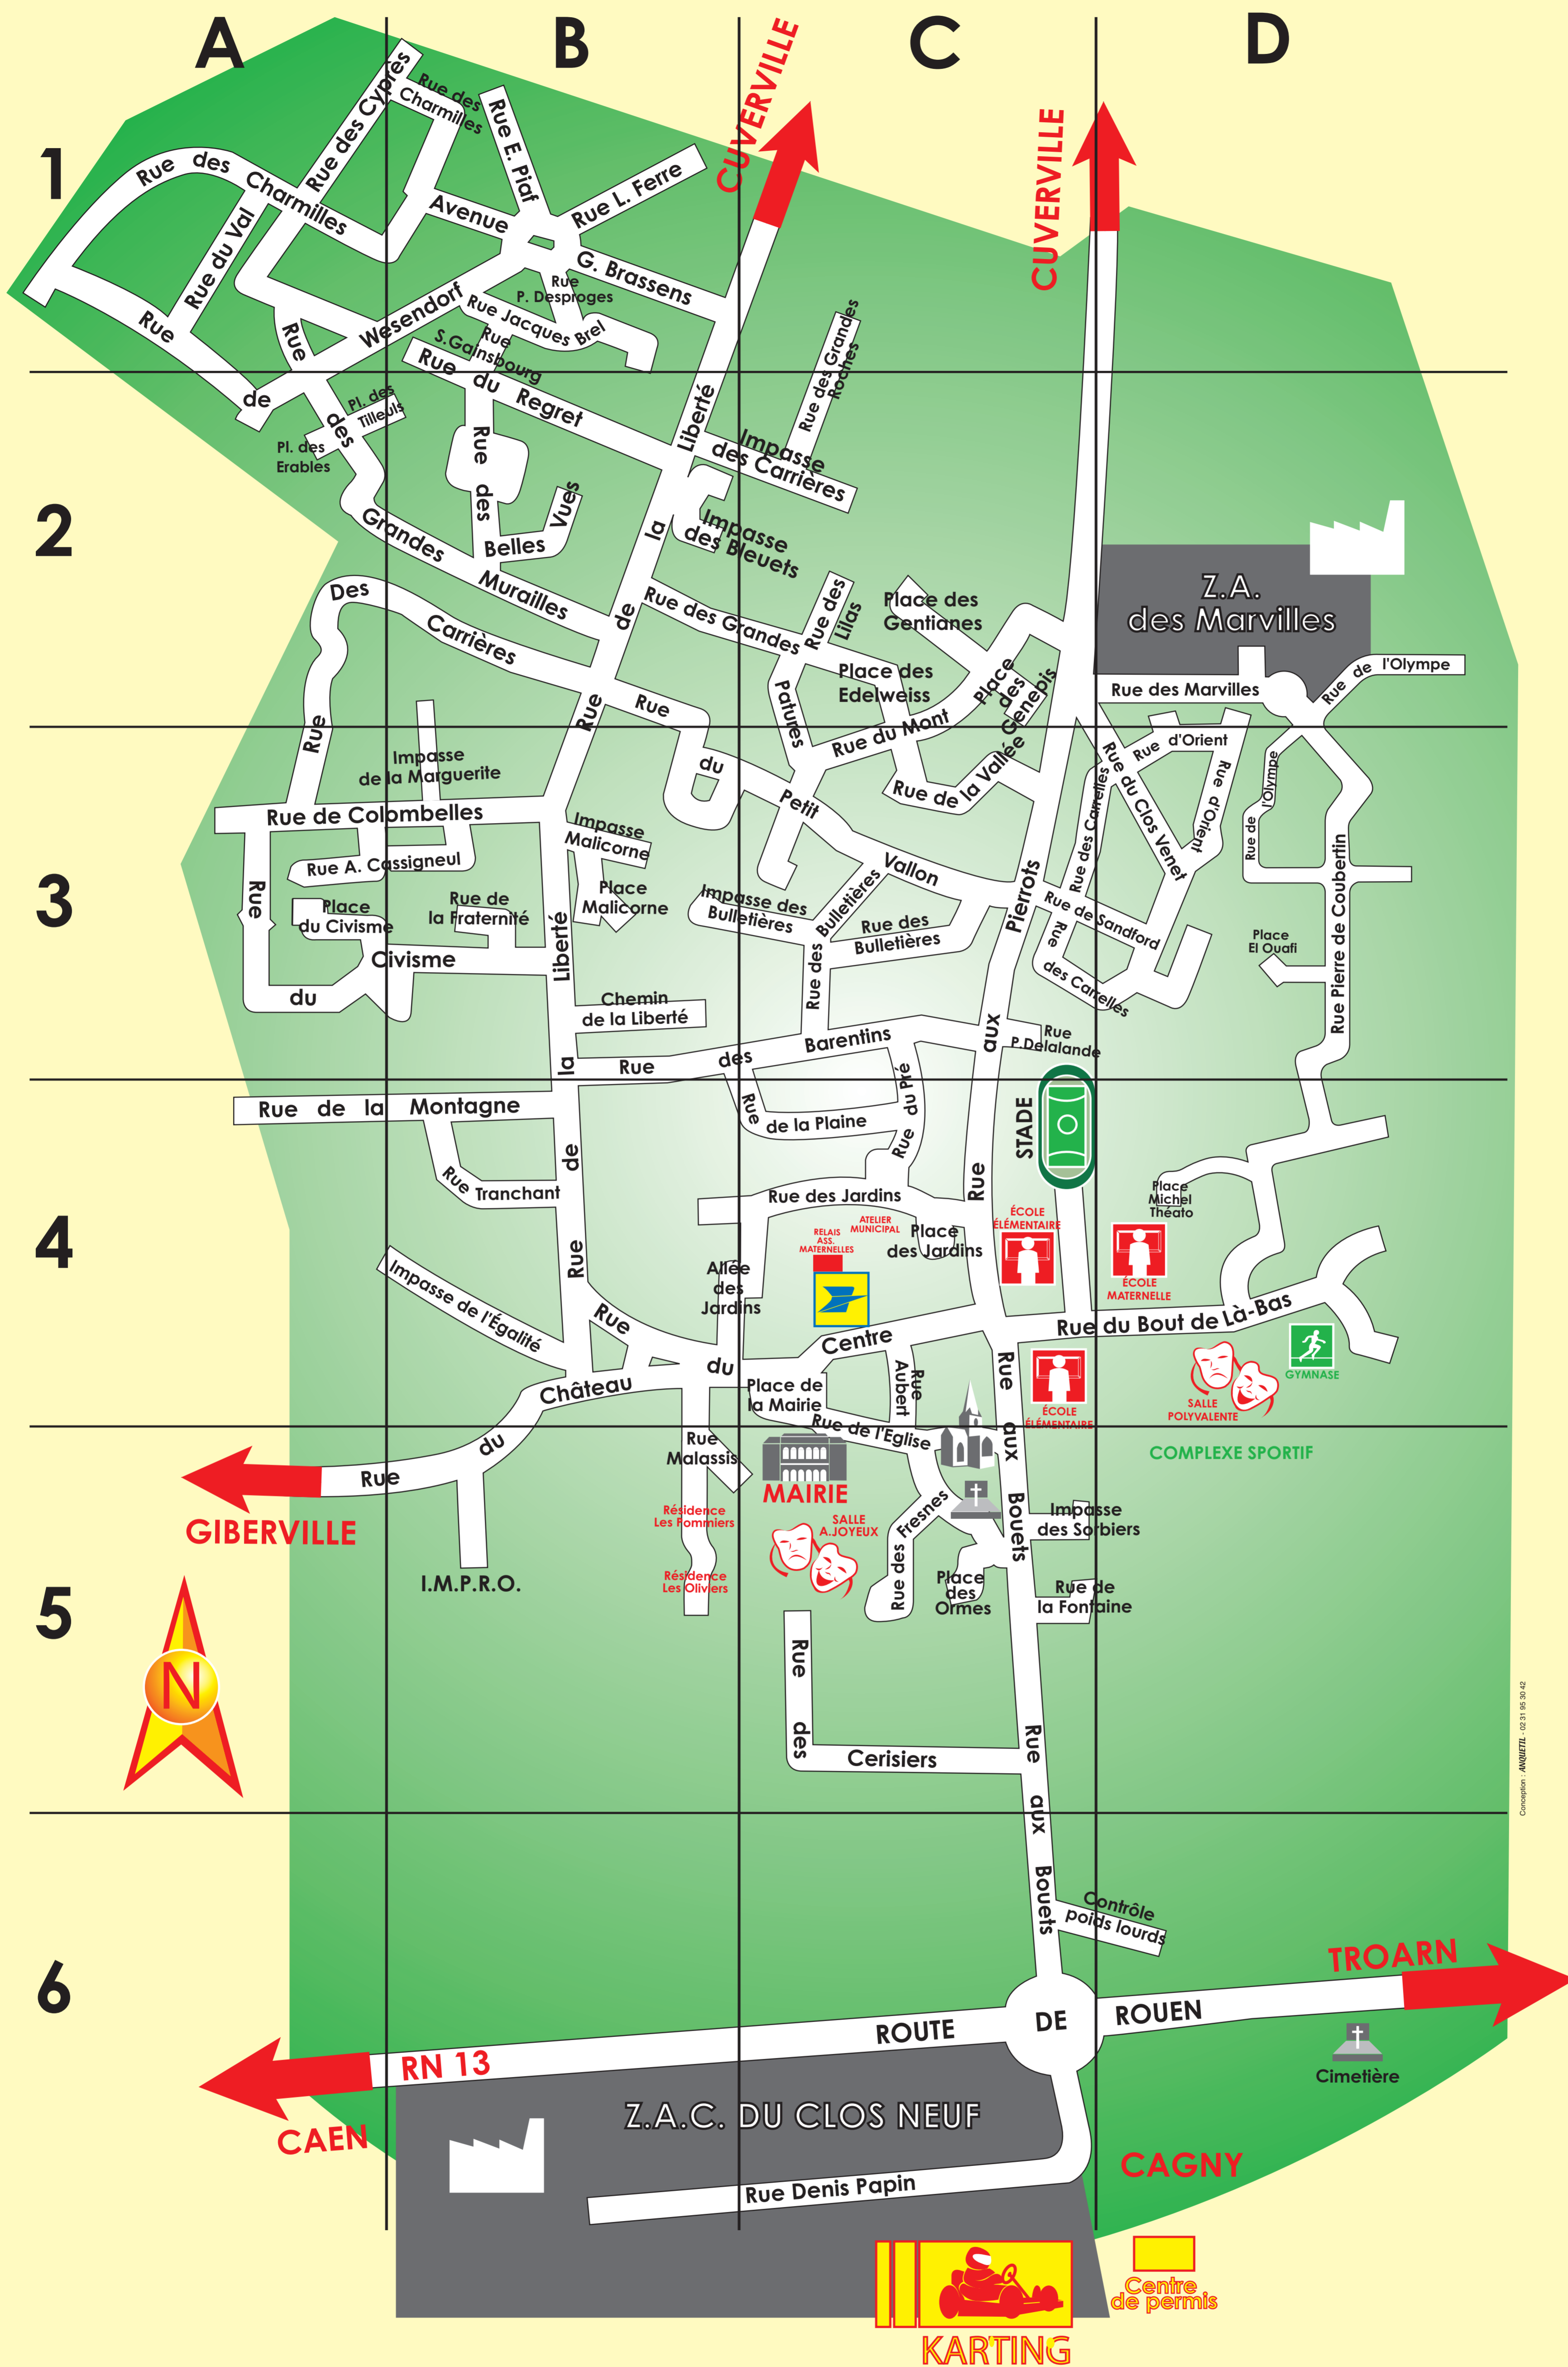 A
B
C
D
1
2
3
4
5
6
CUVERVILLE
CUVERVILLE
Rue des Cyprés
Rue des
Charmilles
Rue E. Piaf
Rue L. Ferre
Rue des Charmilles
Rue du Val
Avenue
G. Brassens
Rue
P. Desproges
Rue Jacques Brel
Rue
S.Gainsbourg
Rue de Wesendorf
Rue des Grandes Murailles
Pl. des
Tilleuls
Pl. des
Erables
Rue du Regret
Rue des Belles Vues
Rue des Grandes
Roches
Impasse
des Carrières
Impasse
des Bleuets
Rue de la Liberté
Rue Des Carrières
Rue des Grandes Patures
Rue des
Lilas
Place des
Gentianes
Place des
Edelweiss
Place
des
Genepis
Rue du Mont
Rue de la Vallée
Z.A.
des Marvilles
Rue des Marvilles
Rue de l'Olympe
Rue d'Orient
Rue d'Orient
Rue du Clos Venet
Rue des Carrelles
Rue de l'Olympe
Rue Pierre de Coubertin
Rue du Petit Vallon
Impasse
de la Marguerite
Rue de Colombelles
Rue A. Cassigneul
Impasse
Malicorne
Place
Malicorne
Rue de
la Fraternité
Place
du Civisme
Rue du Civisme
Chemin
de la Liberté
Impasse des
Bulletières
Rue des Bulletières
Rue des
Bulletières
Rue de Sandford
Rue des Carrelles
Place
El Ouafi
Rue des Barentins
Rue
P.Delalande
Rue aux Pierrots
Rue de la Montagne
Rue Tranchant
Rue de la Liberté
Rue de la Plaine
Rue du Pré
STADE
Rue des Jardins
Place
des Jardins
Allée
des
Jardins
ATELIER
MUNICIPAL
RELAIS
ASS.
MATERNELLES
ÉCOLE
ÉLÉMENTAIRE
ÉCOLE
MATERNELLE
Place
Michel
Théato
Impasse de l'Égalité
Rue du Centre
Rue du Bout de Là-Bas
GYMNASE
SALLE
POLYVALENTE
COMPLEXE SPORTIF
ÉCOLE
ÉLÉMENTAIRE
Rue
Aubert
Place de
la Mairie
Rue de l'Eglise
Rue du Château
Rue
Malassis
MAIRIE
Résidence
Les Pommiers
SALLE
A.JOYEUX
Résidence
Les Oliviers
Rue des Fresnes
Place
des
Ormes
Impasse
des Sorbiers
Rue de
la Fontaine
Rue aux Bouets
GIBERVILLE
I.M.P.R.O.
N
Rue des Cerisiers
Rue aux Bouets
Conception : ANQUETIL - 02 31 95 30 42
Contrôle
poids lourds
TROARN
ROUTE DE ROUEN
RN 13
Cimetière
CAEN
Z.A.C. DU CLOS NEUF
CAGNY
Rue Denis Papin
Centre
de permis
KARTING